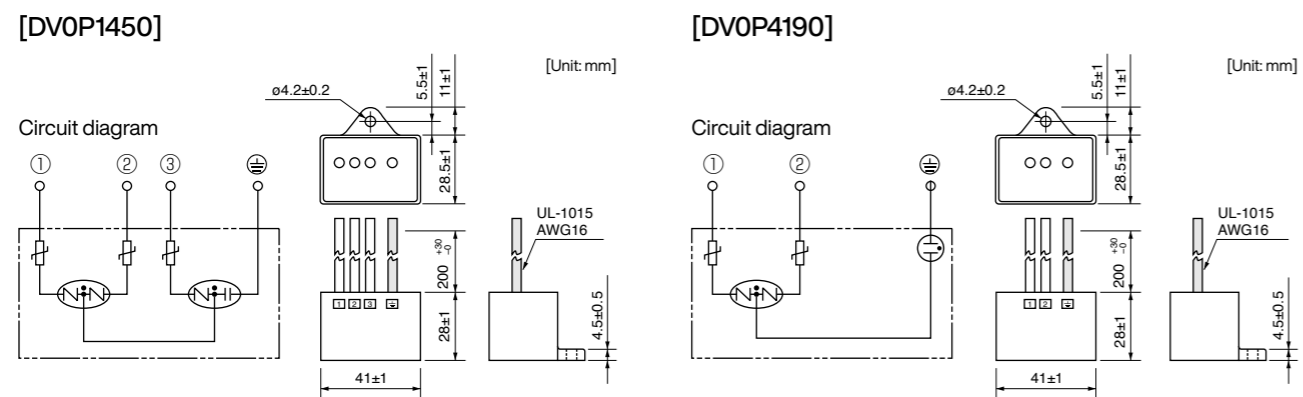 [DV0P1450]
[Unit: mm]
Circuit diagram
① ② ③
ø4.2±0.2
5.5±1
11±1
28.5±1
UL-1015
AWG16
200 +30 -0
1 2 3
28±1
4.5±0.5
41±1
[DV0P4190]
[Unit: mm]
Circuit diagram
① ②
ø4.2±0.2
5.5±1
11±1
28.5±1
UL-1015
AWG16
200 +30 -0
1 2
28±1
4.5±0.5
41±1